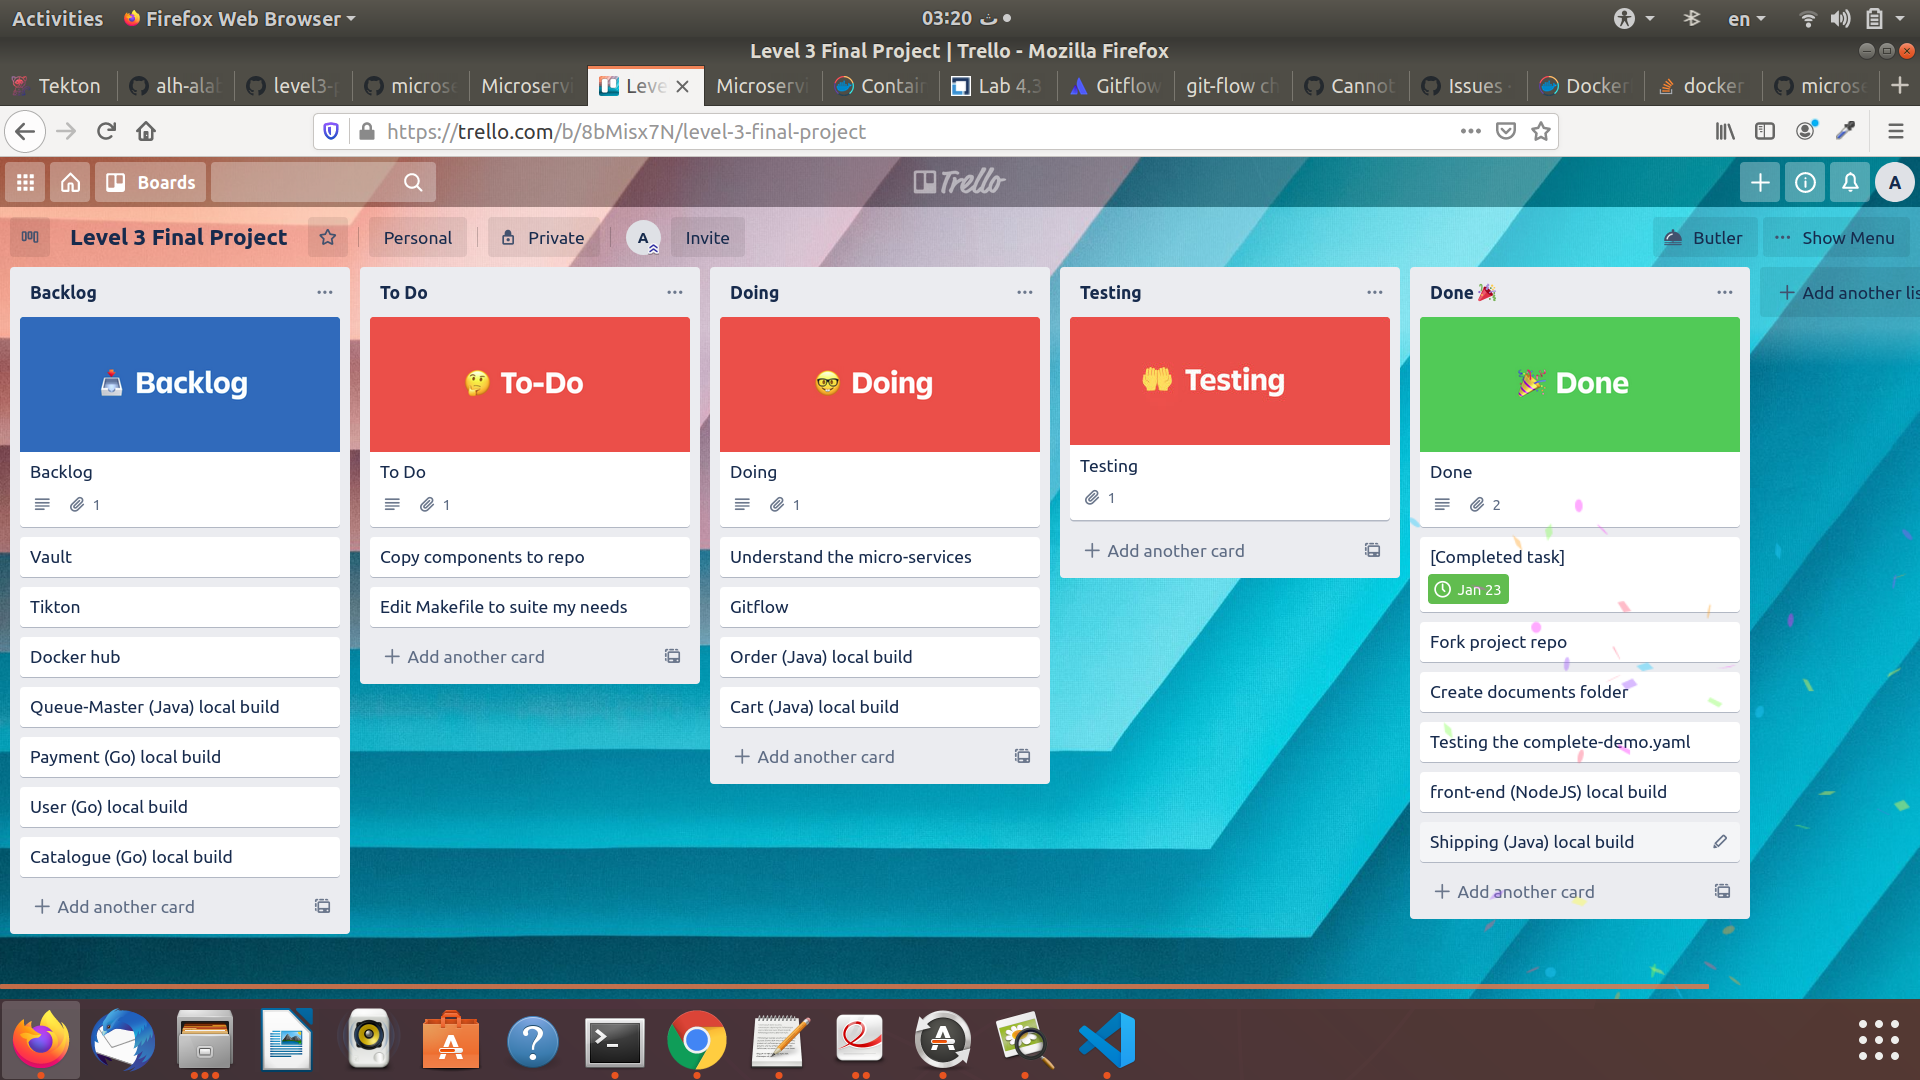 Activities
Firefox Web Browser
03:20 ث
en
Level 3 Final Project | Trello - Mozilla Firefox
Tekton
alh-alab
level3-p
microse
Microservi
Leve
Microservi
Contain
Lab 4.3
Gitflow
git-flow ch
Cannot
Issues
Docker
docker
microse
https://trello.com/b/8bMisx7N/level-3-final-project
Boards
Trello
A
Level 3 Final Project
Personal
Private
A
Invite
Butler
Show Menu
Backlog
Backlog
Backlog
1
Vault
Tikton
Docker hub
Queue-Master (Java) local build
Payment (Go) local build
User (Go) local build
Catalogue (Go) local build
Add another card
To Do
To-Do
To Do
1
Copy components to repo
Edit Makefile to suite my needs
Add another card
Doing
Doing
Doing
1
Understand the micro-services
Gitflow
Order (Java) local build
Cart (Java) local build
Add another card
Testing
Testing
Testing
1
Add another card
Done 🎉
Done
Done
2
[Completed task]
Jan 23
Fork project repo
Create documents folder
Testing the complete-demo.yaml
front-end (NodeJS) local build
Shipping (Java) local build
Add another card
Add another lis